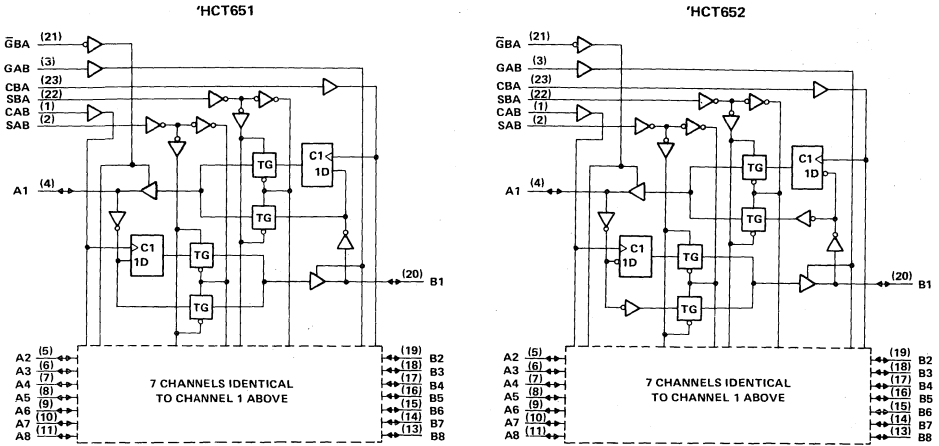 'HCT651
G̅BA (21)
GAB (3)
CBA (23)
SBA (22)
CAB (1)
SAB (2)
TG
C1
1D
A1 (4)
TG
C1
1D
TG
(20) B1
TG
A2 (5)
A3 (6)
A4 (7)
A5 (8)
A6 (9)
A7 (10)
A8 (11)
7 CHANNELS IDENTICAL
TO CHANNEL 1 ABOVE
(19) B2
(18) B3
(17) B4
(16) B5
(15) B6
(14) B7
(13) B8
'HCT652
G̅BA (21)
GAB (3)
CBA (23)
SBA (22)
CAB (1)
SAB (2)
TG
C1
1D
A1 (4)
TG
C1
1D
TG
(20) B1
TG
A2 (5)
A3 (6)
A4 (7)
A5 (8)
A6 (9)
A7 (10)
A8 (11)
7 CHANNELS IDENTICAL
TO CHANNEL 1 ABOVE
(19) B2
(18) B3
(17) B4
(16) B5
(15) B6
(14) B7
(13) B8